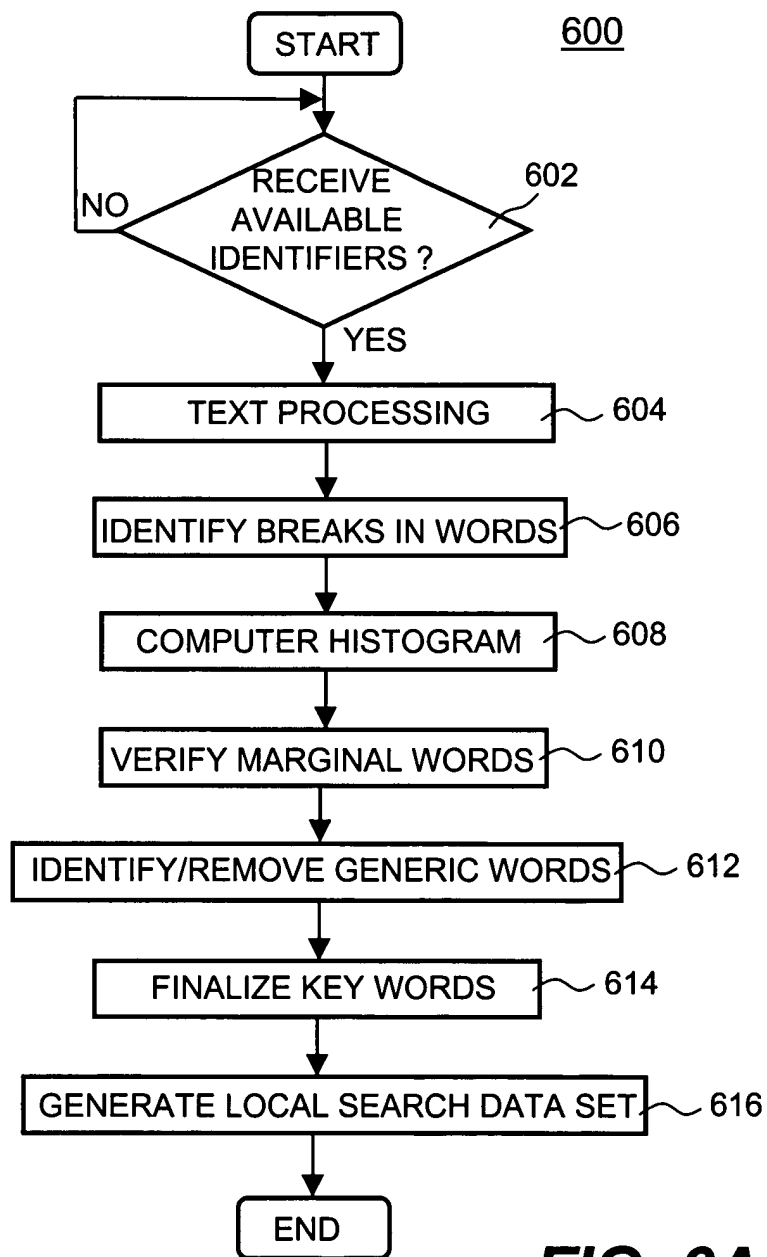 START
600
RECEIVE
AVAILABLE
IDENTIFIERS ?
602
NO
YES
TEXT PROCESSING
604
IDENTIFY BREAKS IN WORDS
606
COMPUTER HISTOGRAM
608
VERIFY MARGINAL WORDS
610
IDENTIFY/REMOVE GENERIC WORDS
612
FINALIZE KEY WORDS
614
GENERATE LOCAL SEARCH DATA SET
616
END